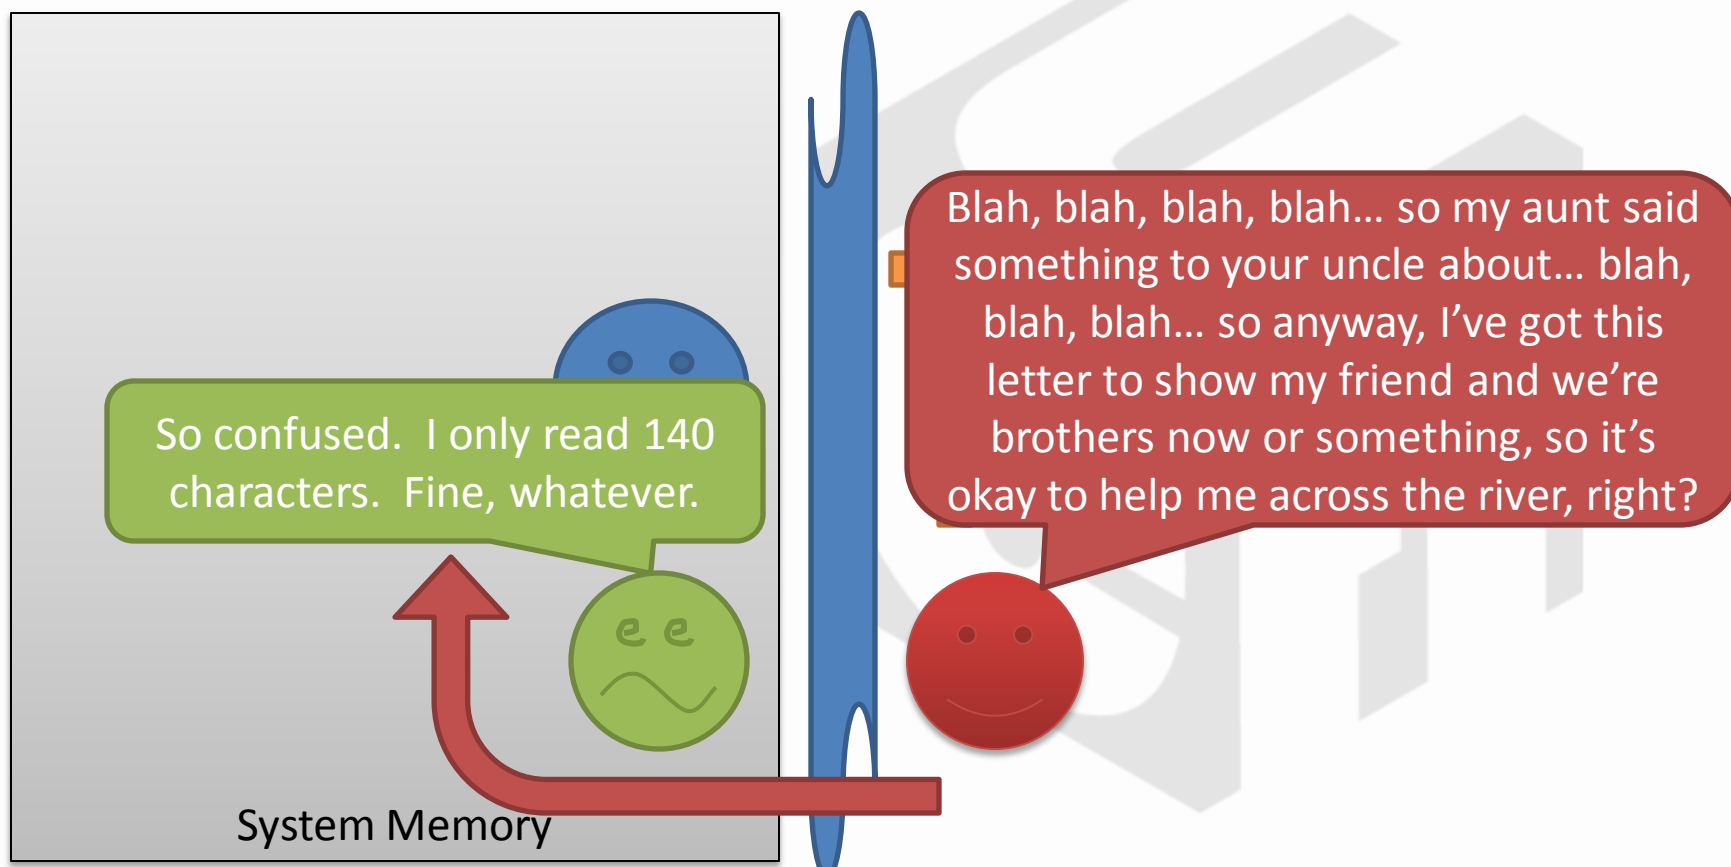 Blah, blah, blah, blah… so my aunt said
something to your uncle about… blah,
blah, blah… so anyway, I’ve got this
letter to show my friend and we’re
brothers now or something, so it’s
okay to help me across the river, right?
So confused.  I only read 140
characters.  Fine, whatever.
System Memory